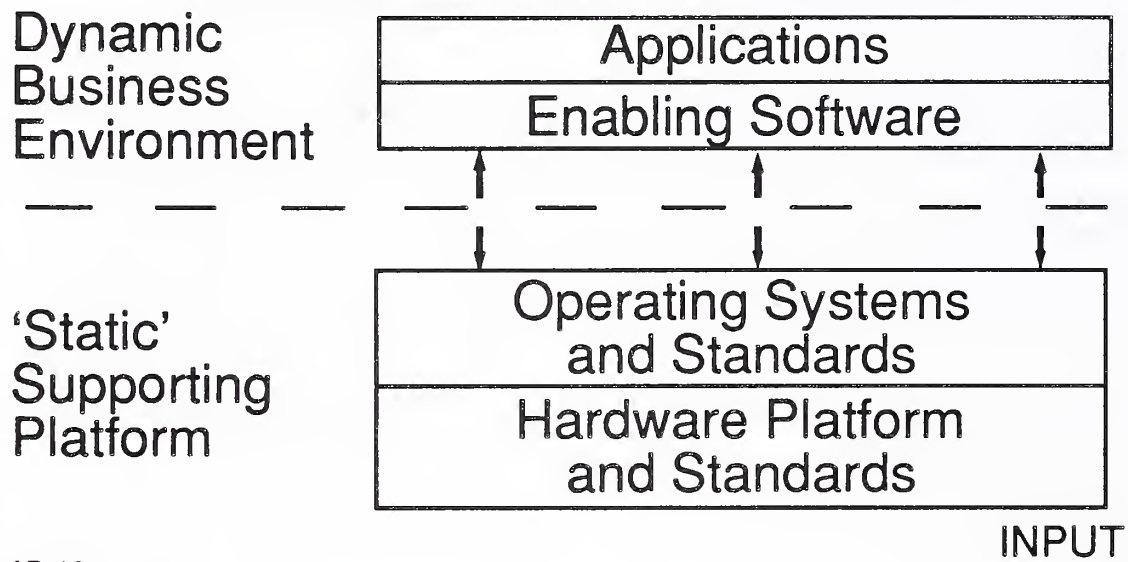 Dynamic
Business
Environment
Applications
Enabling Software
‘Static’
Supporting
Platform
Operating Systems
and Standards
Hardware Platform
and Standards
INPUT